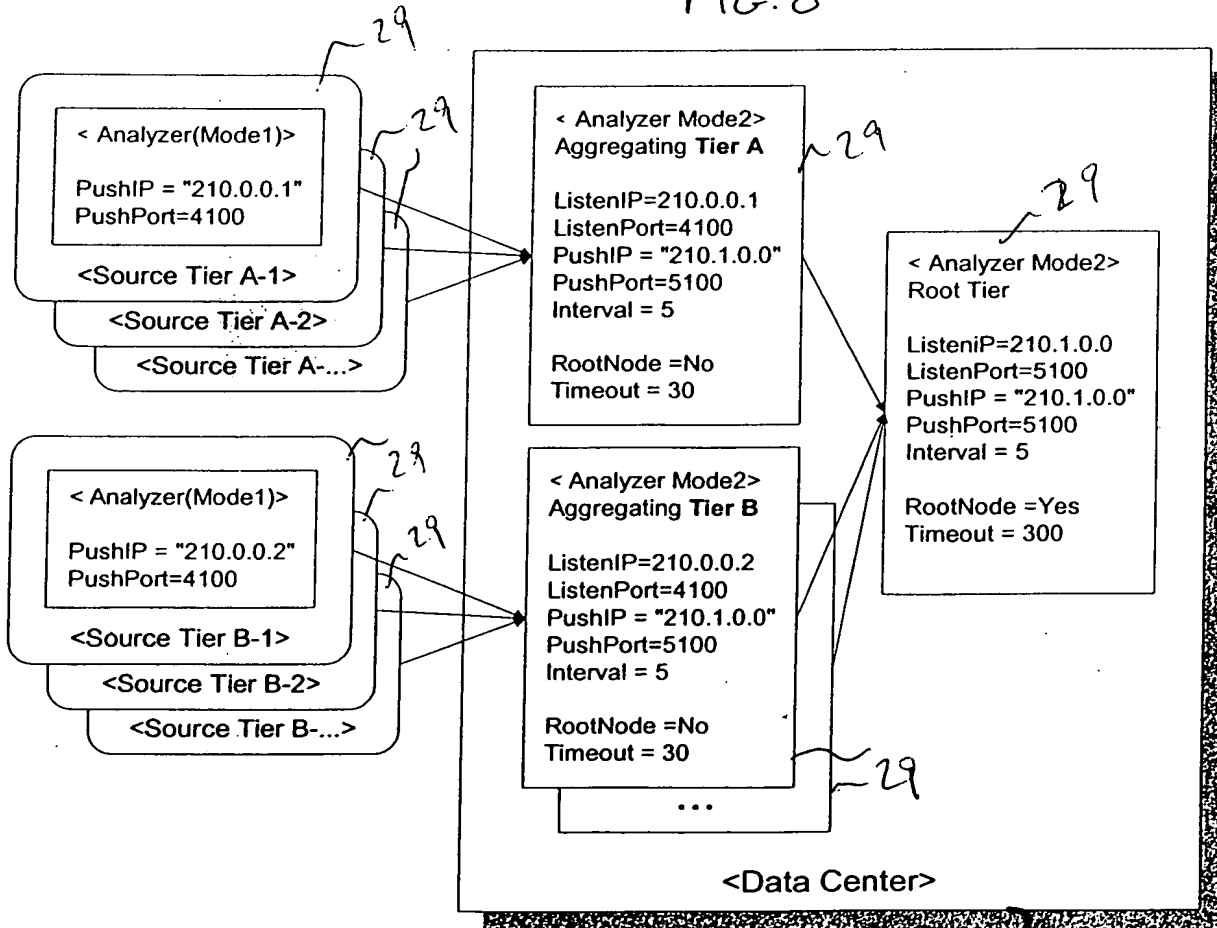 FIG. 8
29
< Analyzer(Mode1)>
PushIP = "210.0.0.1"
PushPort=4100
<Source Tier A-1>
29
<Source Tier A-2>
29
<Source Tier A-...>
< Analyzer Mode2>
Aggregating Tier A
ListenIP=210.0.0.1
ListenPort=4100
PushIP = "210.1.0.0"
PushPort=5100
Interval = 5
RootNode =No
Timeout = 30
29
29
< Analyzer Mode2>
Root Tier
ListeniP=210.1.0.0
ListenPort=5100
PushIP = "210.1.0.0"
PushPort=5100
Interval = 5
RootNode =Yes
Timeout = 300
29
< Analyzer(Mode1)>
PushIP = "210.0.0.2"
PushPort=4100
<Source Tier B-1>
29
<Source Tier B-2>
29
<Source Tier B-...>
< Analyzer Mode2>
Aggregating Tier B
ListenIP=210.0.0.2
ListenPort=4100
PushIP = "210.1.0.0"
PushPort=5100
Interval = 5
RootNode =No
Timeout = 30
29
...
<Data Center>